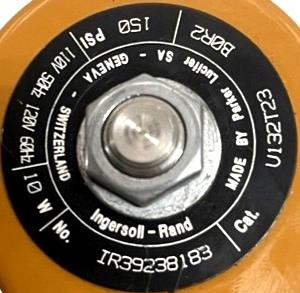 Cat. U132T23 BØR2 150 PSI 110V 50Hz 120V 60Hz 10 W No. IR39238183
MADE BY Parker Lucifer SA - GENEVA - SWITZERLAND
Ingersoll - Rand